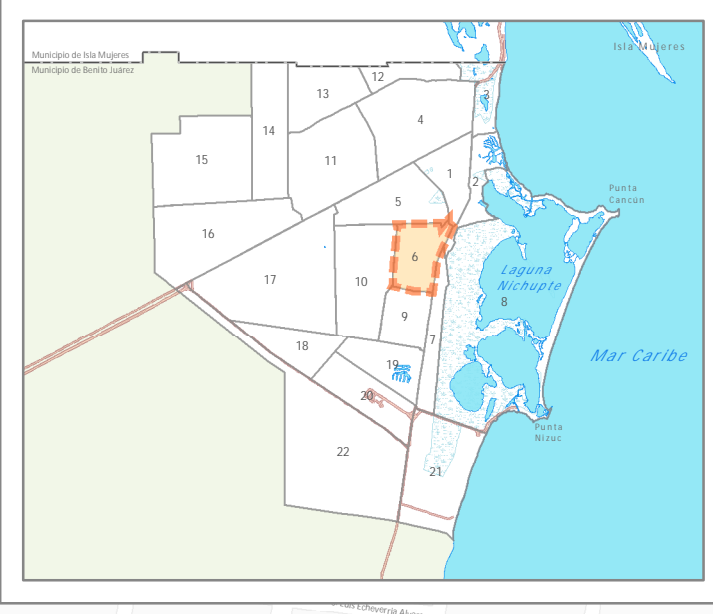 Isla Mujeres
Municipio de Isla Mujeres
Municipio de Benito Juárez
12
13
3
4
14
11
15
1
2
Punta
Cancún
5
16
6
Laguna
Nichupte
17
10
8
9
7
18
Mar Caribe
19
20
Punta
Nizuc
22
21
Luis Echeverría